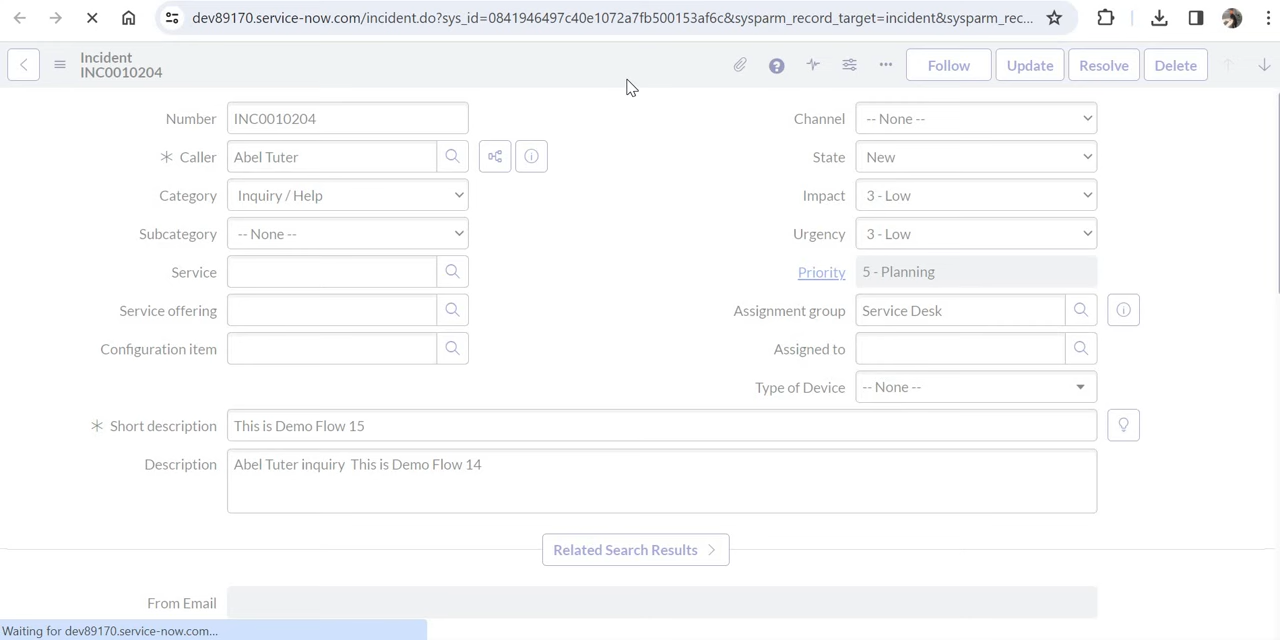 dev89170.service-now.com/incident.do?sys_id=0841946497c40e1072a7fb500153af6c&sysparm_record_target=incident&sysparm_rec...
Incident
INC0010204
Follow
Update
Resolve
Delete
Number
INC0010204
Channel
-- None --
Caller
Abel Tuter
State
New
Category
Inquiry / Help
Impact
3 - Low
Subcategory
-- None --
Urgency
3 - Low
Service
Priority
5 - Planning
Service offering
Assignment group
Service Desk
Configuration item
Assigned to
Type of Device
-- None --
Short description
This is Demo Flow 15
Description
Abel Tuter inquiry  This is Demo Flow 14
Related Search Results
From Email
Waiting for dev89170.service-now.com...